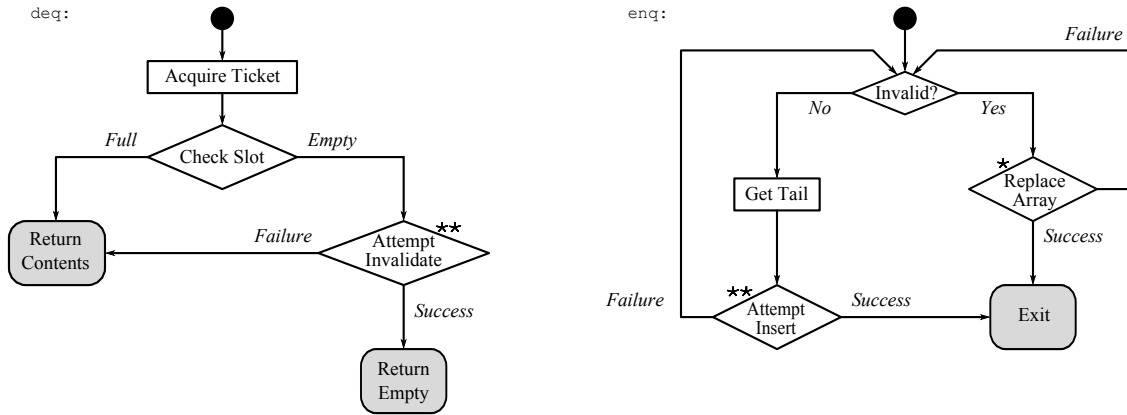 deq:
Acquire Ticket
Full
Check Slot
Empty
Return
Contents
Failure
**
Attempt
Invalidate
Success
Return
Empty
enq:
Failure
Invalid?
No
Yes
Get Tail
*
Replace
Array
Success
Failure
**
Attempt
Insert
Success
Exit